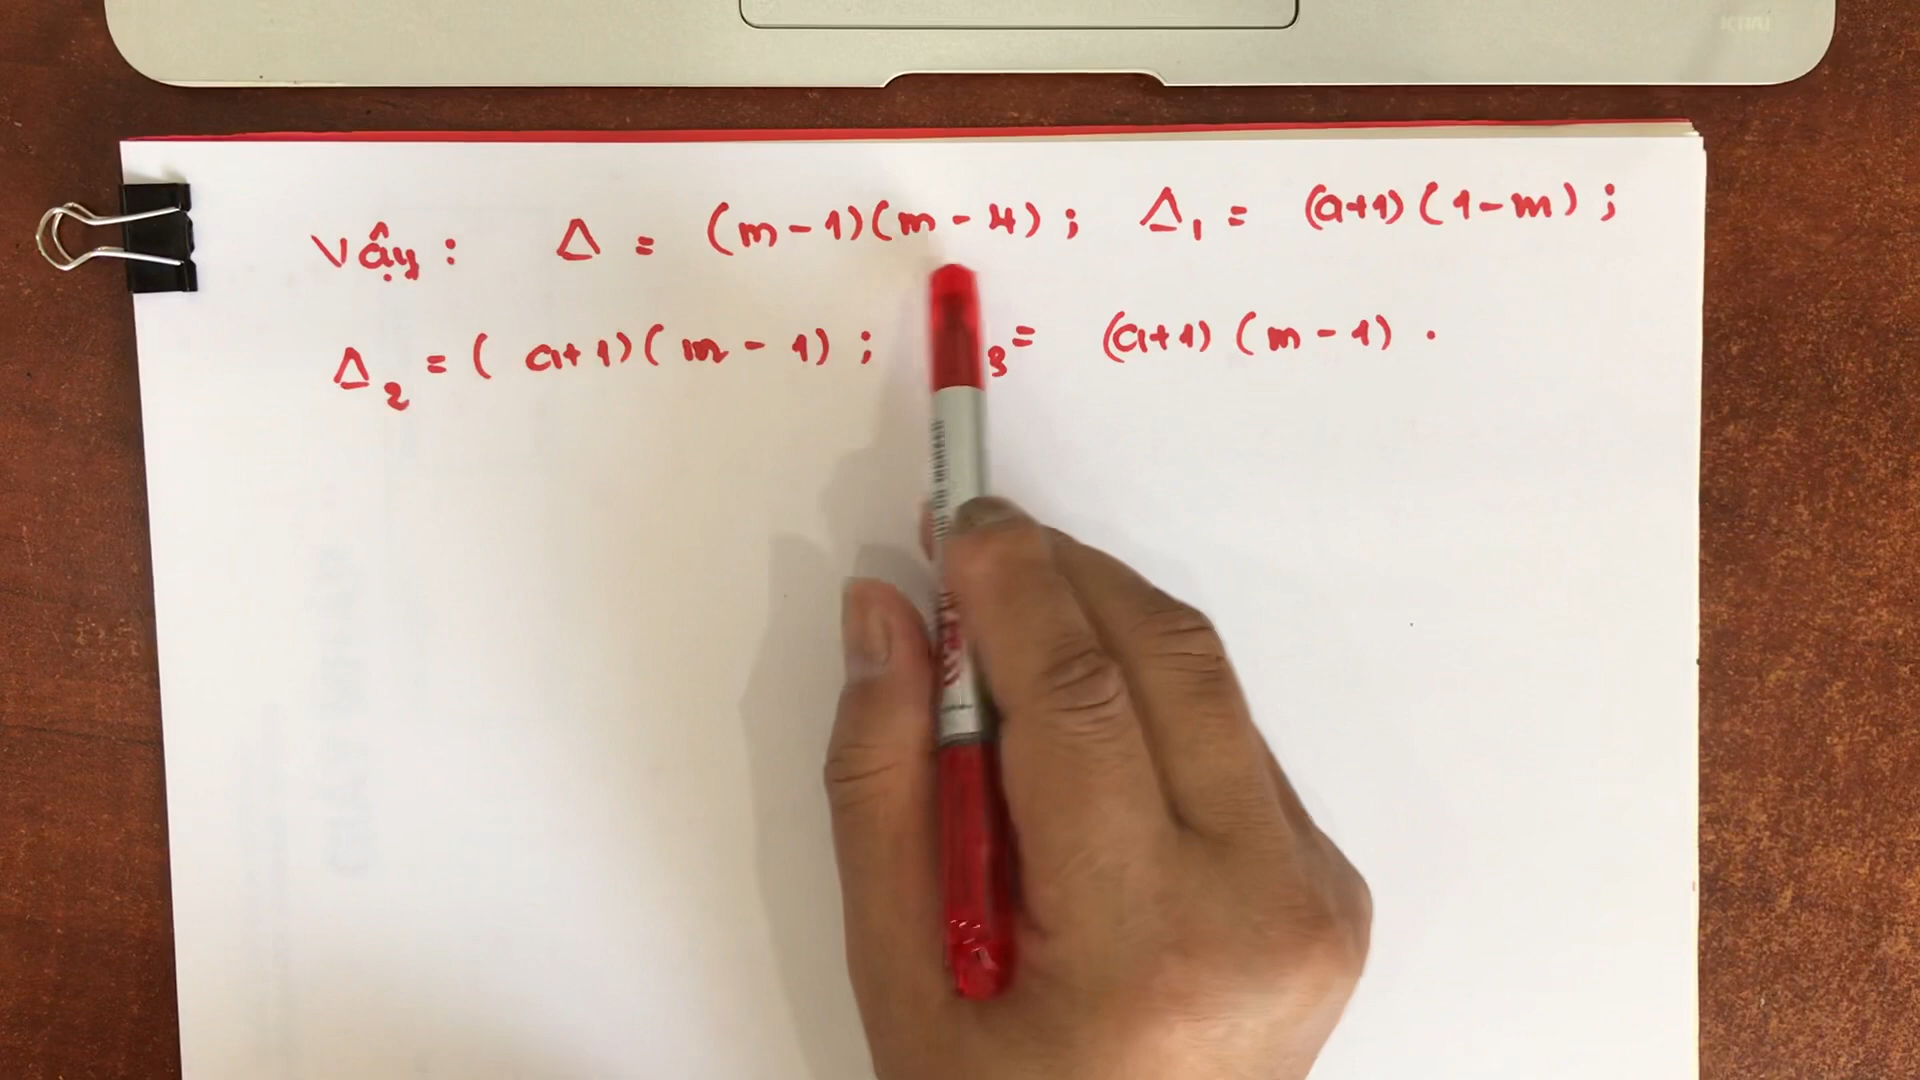 Vậy : Δ = (m-1)(m-4) ; Δ₁ = (a+1)(1-m) ;
Δ₂ = (a+1)(m-1) ; ₃ = (a+1)(m-1) .